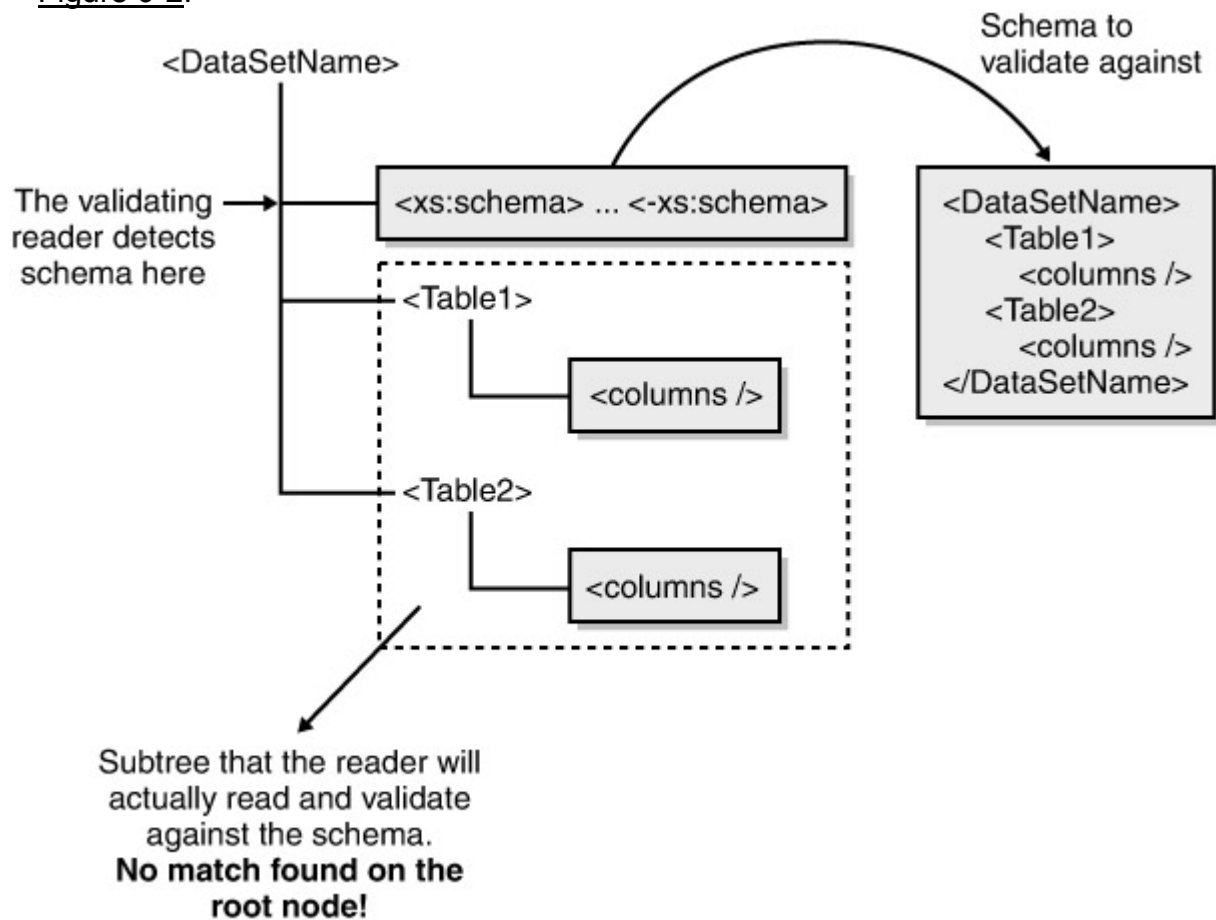 Figure
<DataSetName>
Schema to
validate against
The validating
reader detects
schema here
<xs:schema> ... <-xs:schema>
<Table1>
<columns />
<Table2>
<columns />
<DataSetName>
<Table1>
<columns />
<Table2>
<columns />
</DataSetName>
Subtree that the reader will
actually read and validate
against the schema.
No match found on the
root node!